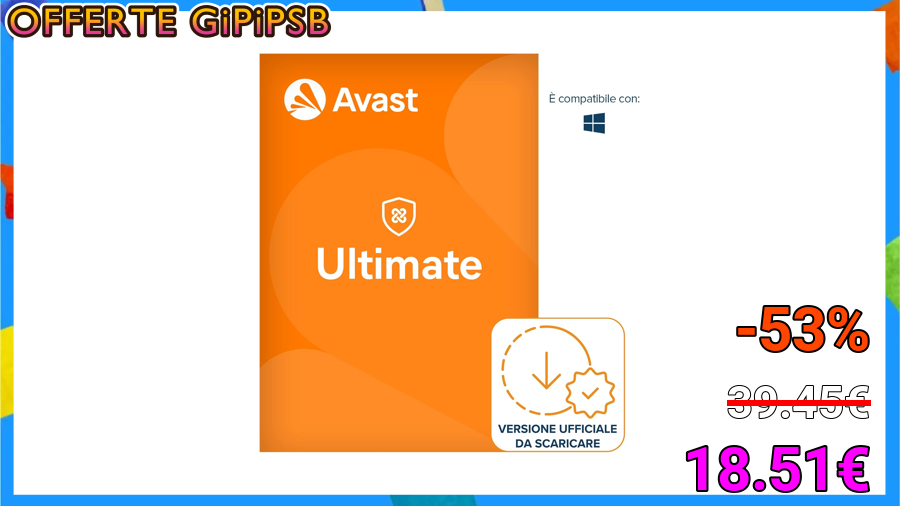 OFFERTE GiPiPSB
Avast
È compatibile con:
Ultimate
VERSIONE UFFICIALE
DA SCARICARE
-53%
39.45€
18.51€